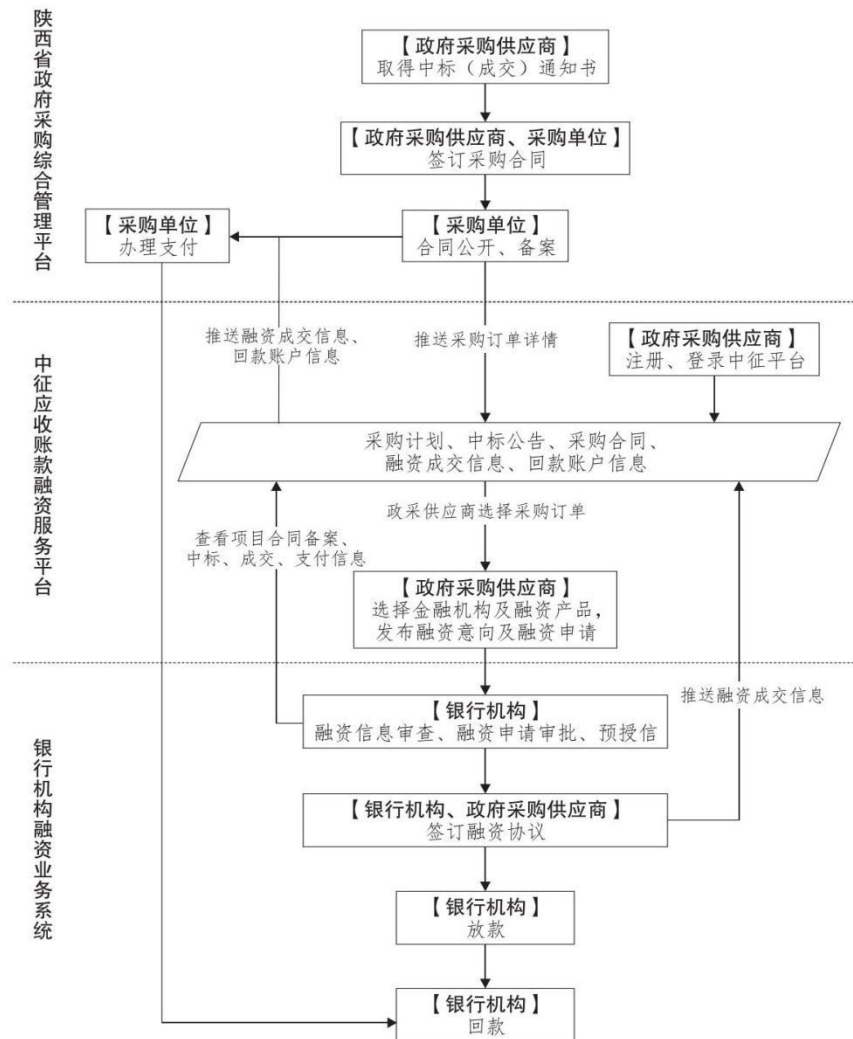 陕西省政府采购综合管理平台
【政府采购供应商】
取得中标（成交）通知书
【政府采购供应商、采购单位】
签订采购合同
【采购单位】
办理支付
【采购单位】
合同公开、备案
中征应收账款融资服务平台
推送融资成交信息、
回款账户信息
推送采购订单详情
【政府采购供应商】
注册、登录中征平台
采购计划、中标公告、采购合同、
融资成交信息、回款账户信息
政采供应商选择采购订单
查看项目合同备案、
中标、成交、支付信息
【政府采购供应商】
选择金融机构及融资产品，
发布融资意向及融资申请
银行机构融资业务系统
【银行机构】
融资信息审查、融资申请审批、预授信
推送融资成交信息
【银行机构、政府采购供应商】
签订融资协议
【银行机构】
放款
【银行机构】
回款